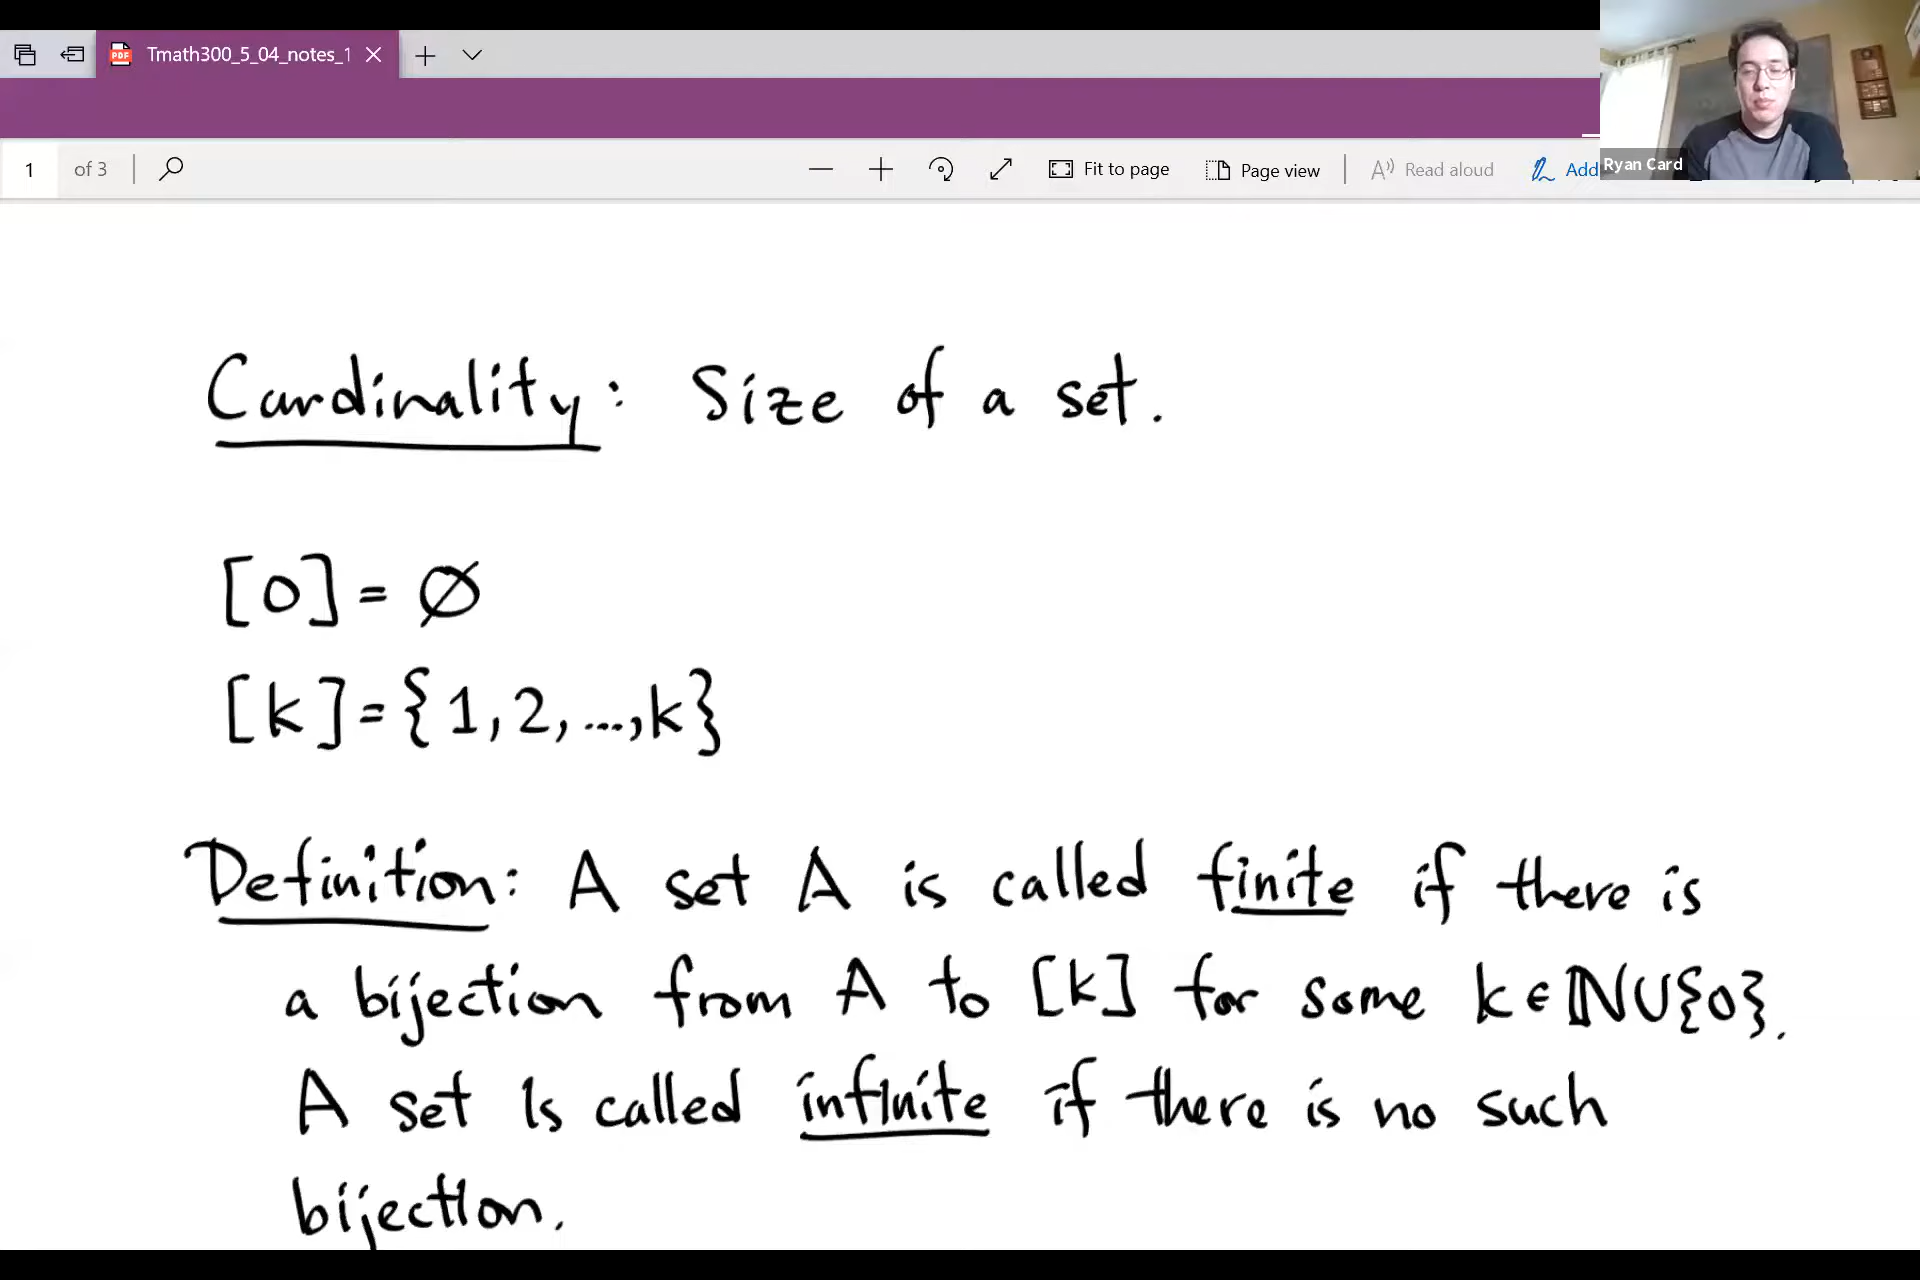 Tmath300_5_04_notes_1
1 of 3
Fit to page
Page view
Read aloud
Add
Ryan Card
Cardinality: Size of a set.
[0] = ∅
[k] = {1, 2, ..., k}
Definition: A set A is called finite if there is
a bijection from A to [k] for some k ∈ ℕ ∪ {0}.
A set is called infinite if there is no such
bijection.